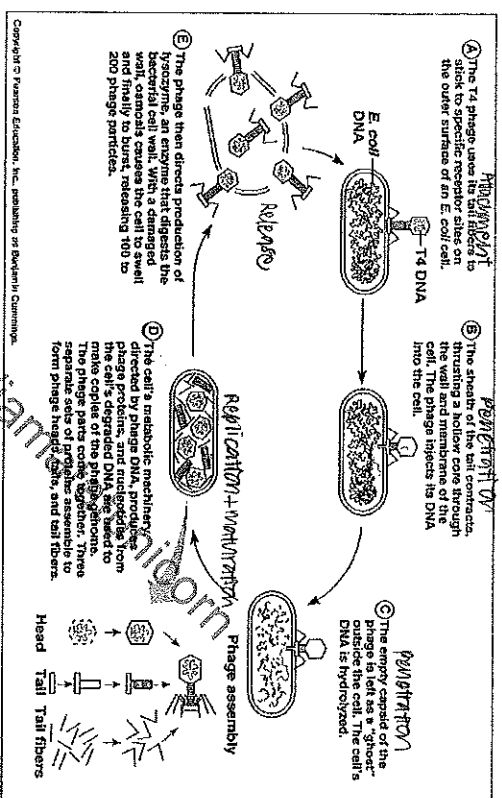 Attachment
Ⓐ The T4 phage uses its tail fibers to
stick to specific receptor sites on
the outer surface of an E. coli cell.
E. coli
DNA
T4 DNA
penetration
Ⓑ The sheath of the tail contracts,
thrusting a hollow core through
the wall and membrane of the
cell. The phage injects its DNA
into the cell.
penetration
Ⓒ The empty capsid of the
phage is left as a "ghost"
outside the cell. The cell's
DNA is hydrolyzed.
Replication + maturation
Ⓓ The cell's metabolic machinery,
directed by phage DNA, produces
phage proteins, and nucleotides from
the cell's degraded DNA are used to
make copies of the phage genome.
The phage parts come together. Three
separate sets of proteins assemble to
form phage heads, tails, and tail fibers.
Phage assembly
Head Tail Tail fibers
Release
Ⓔ The phage then directs production of
lysozyme, an enzyme that digests the
bacterial cell wall. With a damaged
wall, osmosis causes the cell to swell
and finally to burst, releasing 100 to
200 phage particles.
Copyright © Pearson Education, Inc., publishing as Benjamin Cummings.